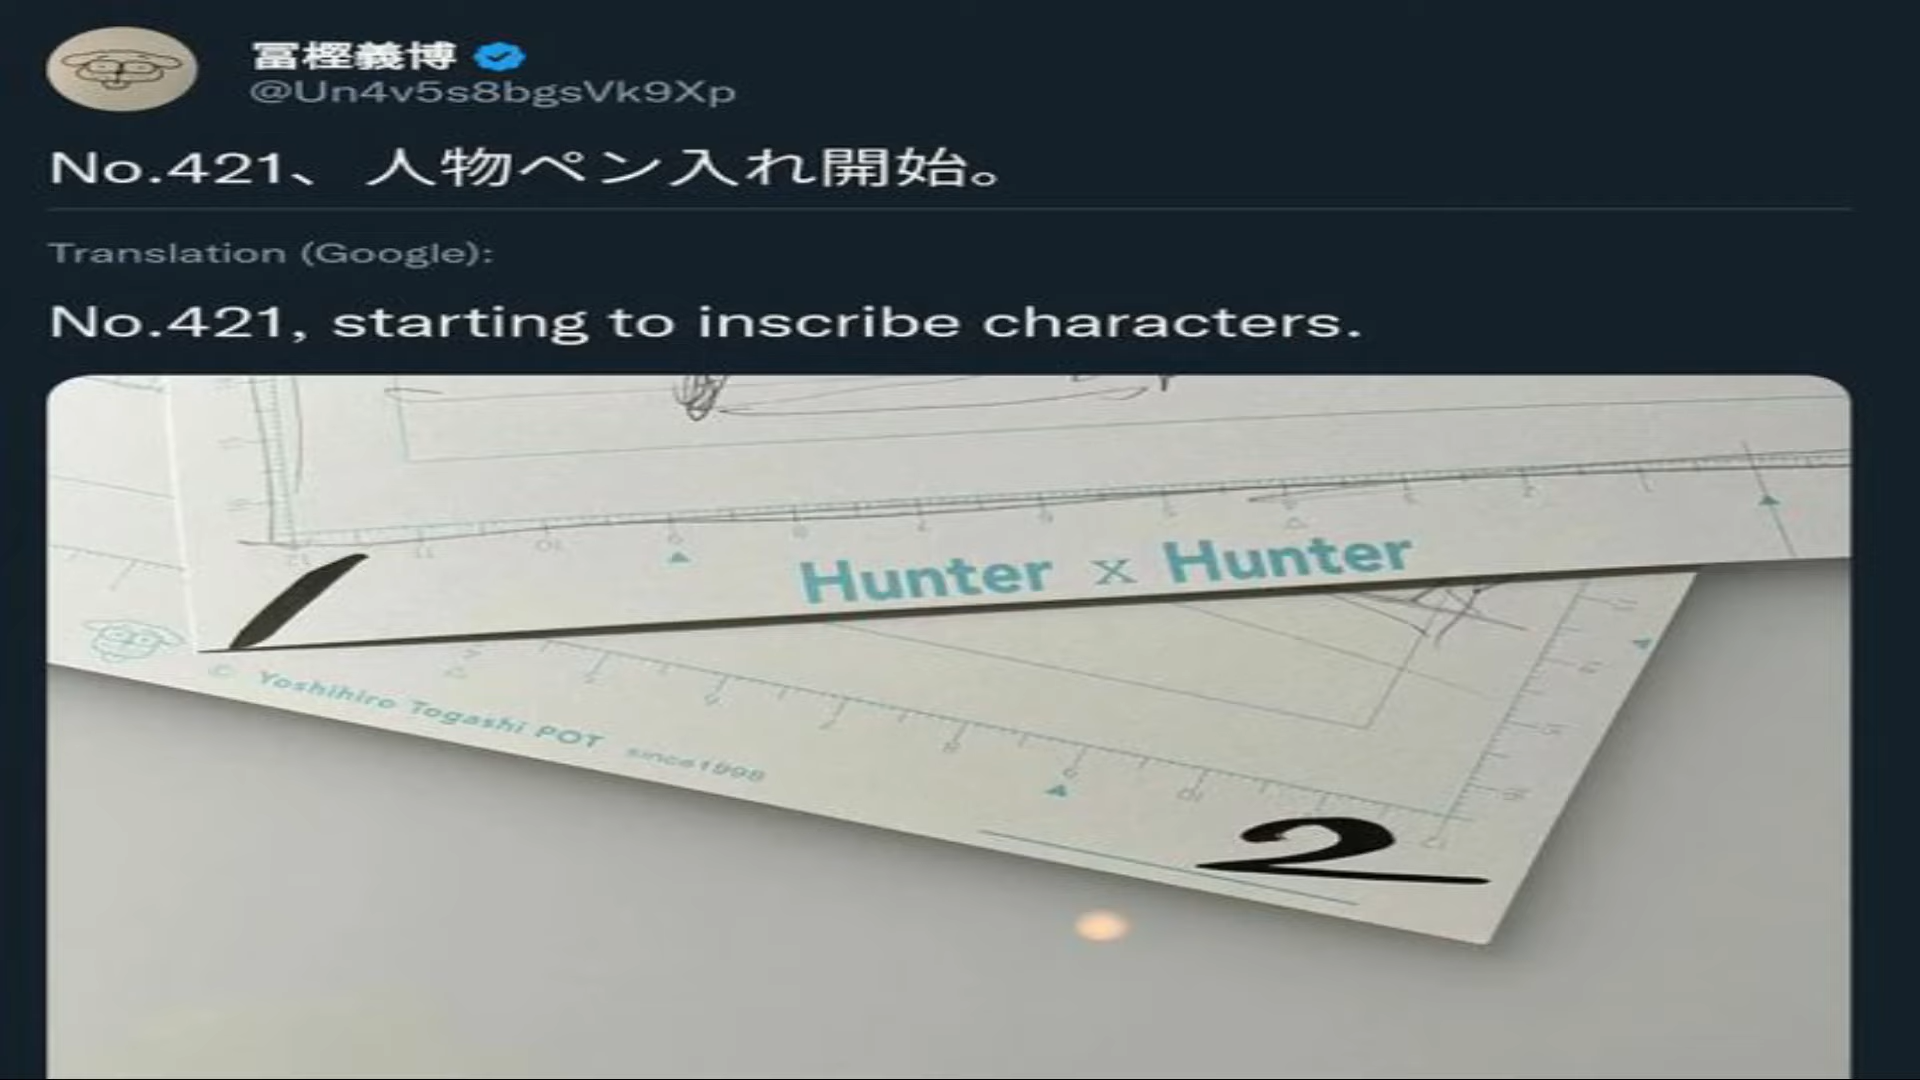 冨樫義博
@Un4v5s8bgsVk9Xp
No.421、人物ペン入れ開始。
Translation (Google):
No.421, starting to inscribe characters.
Hunter x Hunter
1
© Yoshihiro Togashi POT since1998
2